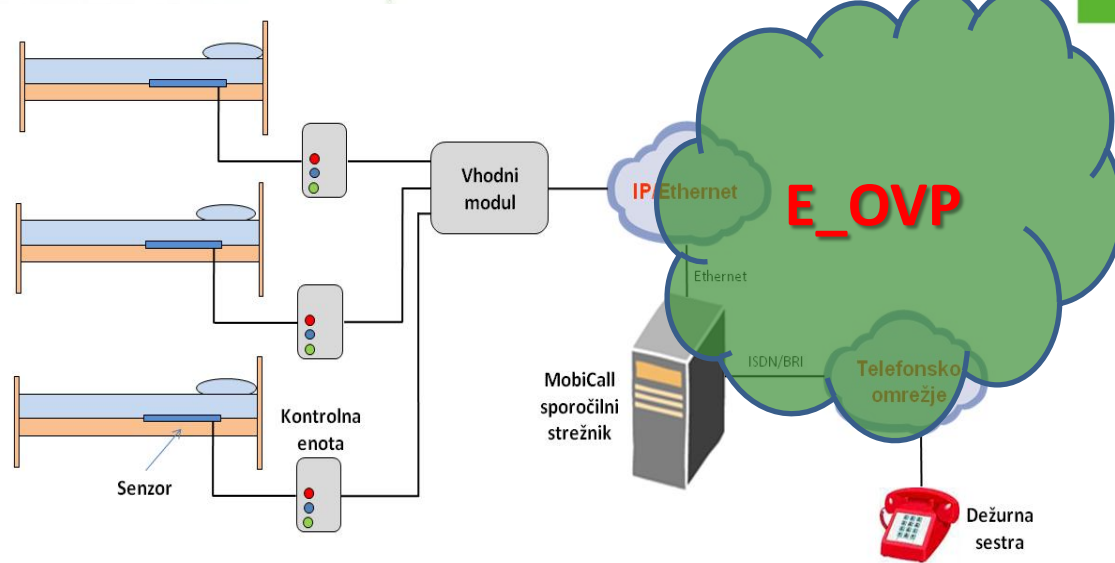 Vhodni
modul
IP/Ethernet
E_OVP
Ethernet
ISDN/BRI
MobiCall
sporočilni
strežnik
Telefonsko
omrežje
Kontrolna
enota
Senzor
Dežurna
sestra